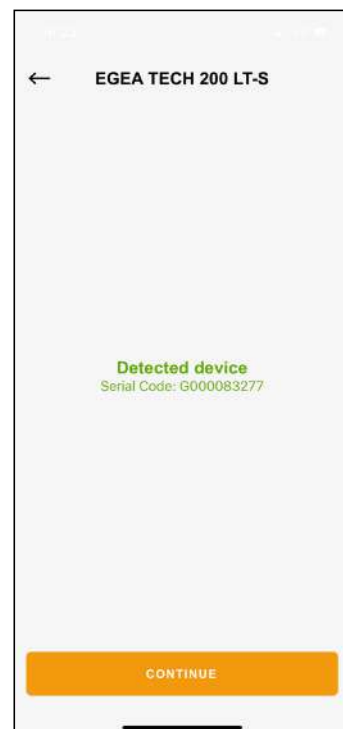 EGEA TECH 200 LT-S
Detected device
Serial Code: G000083277
CONTINUE